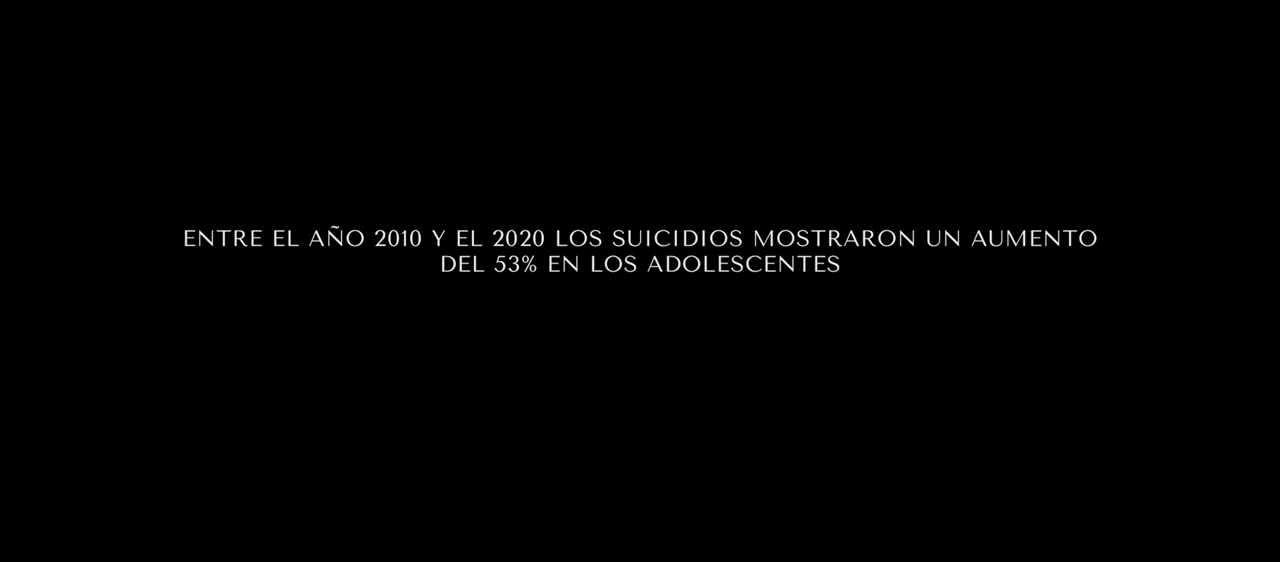 ENTRE EL AÑO 2010 Y EL 2020 LOS SUICIDIOS MOSTRARON UN AUMENTO
DEL 53% EN LOS ADOLESCENTES